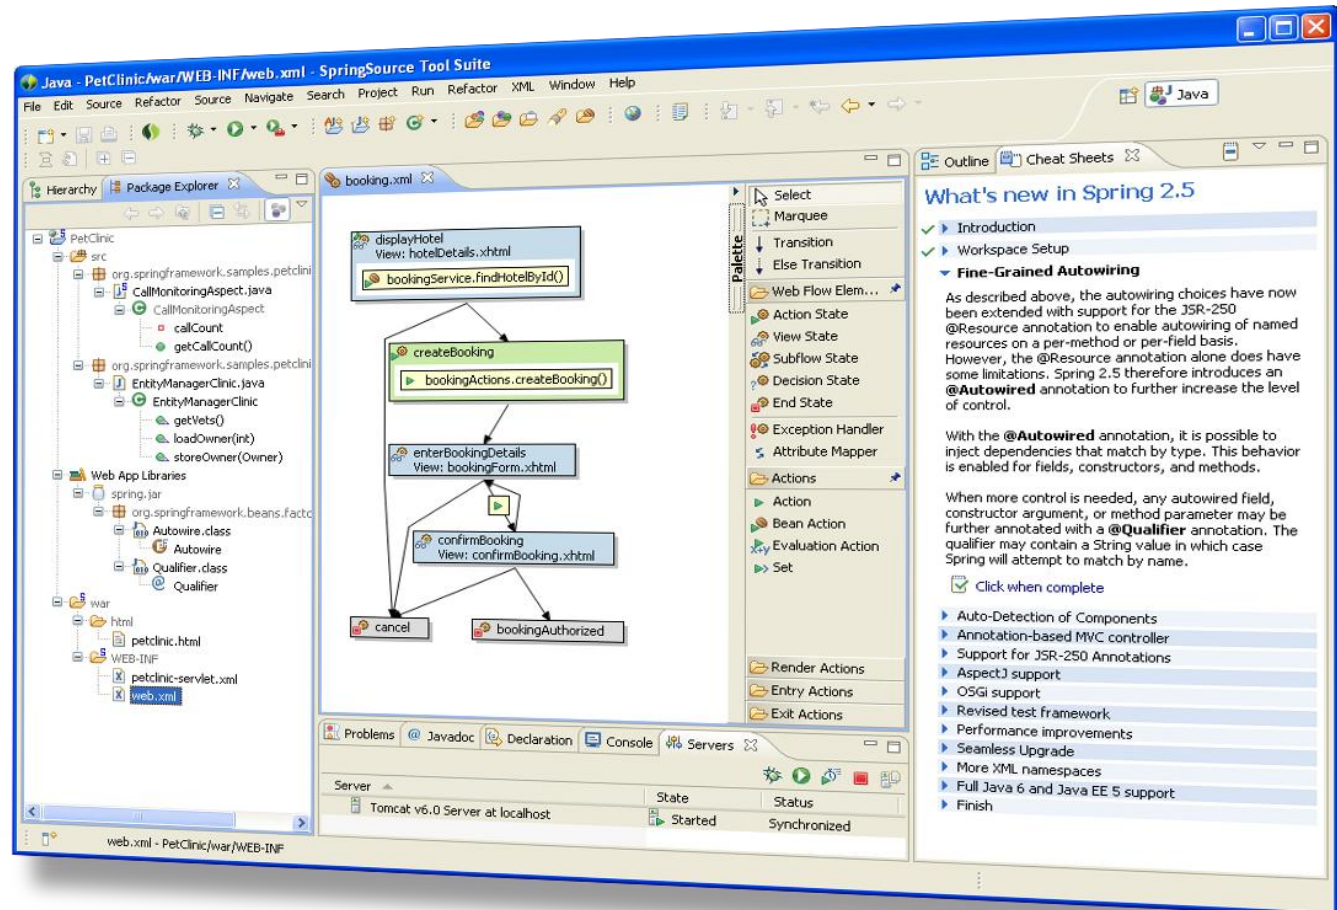 Java - PetClinic/war/WEB-INF/web.xml - SpringSource Tool Suite
File Edit Source Refactor Source Navigate Search Project Run Refactor XML Window Help
Java
Hierarchy
Package Explorer
PetClinic
src
org.springframework.samples.petclini
CallMonitoringAspect.java
CallMonitoringAspect
callCount
getCallCount()
org.springframework.samples.petclini
EntityManagerClinic.java
EntityManagerClinic
getVets()
loadOwner(int)
storeOwner(Owner)
Web App Libraries
spring.jar
org.springframework.beans.facto
Autowire.class
Autowire
Qualifier.class
Qualifier
war
html
petclinic.html
WEB-INF
petclinic-servlet.xml
web.xml
booking.xml
displayHotel
View: hotelDetails.xhtml
bookingService.findHotelById()
createBooking
bookingActions.createBooking()
enterBookingDetails
View: bookingForm.xhtml
confirmBooking
View: confirmBooking.xhtml
cancel
bookingAuthorized
Palette
Select
Marquee
Transition
Else Transition
Web Flow Elem...
Action State
View State
Subflow State
Decision State
End State
Exception Handler
Attribute Mapper
Actions
Action
Bean Action
Evaluation Action
Set
Render Actions
Entry Actions
Exit Actions
Problems
Javadoc
Declaration
Console
Servers
Server
State
Status
Tomcat v6.0 Server at localhost
Started
Synchronized
Outline
Cheat Sheets
What's new in Spring 2.5
Introduction
Workspace Setup
Fine-Grained Autowiring
As described above, the autowiring choices have now
been extended with support for the JSR-250
@Resource annotation to enable autowiring of named
resources on a per-method or per-field basis.
However, the @Resource annotation alone does have
some limitations. Spring 2.5 therefore introduces an
@Autowired annotation to further increase the level
of control.
With the @Autowired annotation, it is possible to
inject dependencies that match by type. This behavior
is enabled for fields, constructors, and methods.
When more control is needed, any autowired field,
constructor argument, or method parameter may be
further annotated with a @Qualifier annotation. The
qualifier may contain a String value in which case
Spring will attempt to match by name.
Click when complete
Auto-Detection of Components
Annotation-based MVC controller
Support for JSR-250 Annotations
AspectJ support
OSGi support
Revised test framework
Performance improvements
Seamless Upgrade
More XML namespaces
Full Java 6 and Java EE 5 support
Finish
web.xml - PetClinic/war/WEB-INF